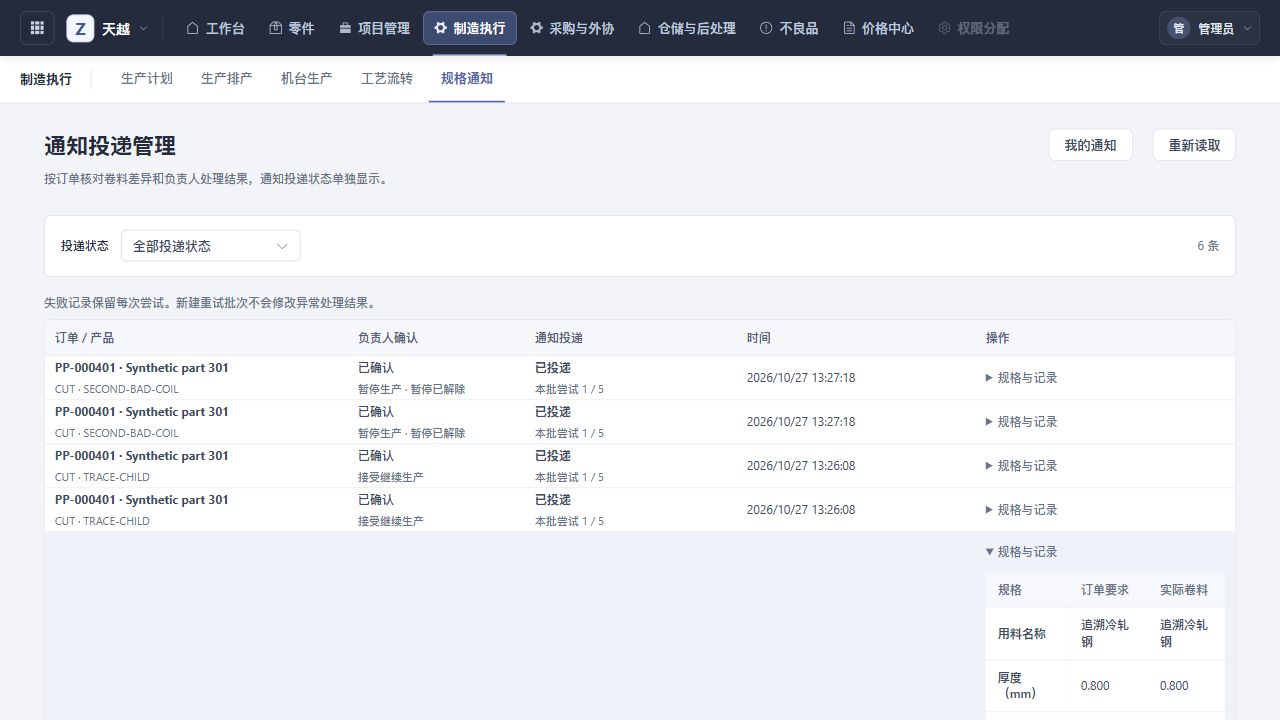 Z 天越 工作台 零件 项目管理 制造执行 采购与外协 仓储与后处理 不良品 价格中心 权限分配 管 管理员
制造执行 生产计划 生产排产 机台生产 工艺流转 规格通知
通知投递管理
我的通知 重新读取
按订单核对卷料差异和负责人处理结果，通知投递状态单独显示。
投递状态 全部投递状态 6 条
失败记录保留每次尝试。新建重试批次不会修改异常处理结果。
订单 / 产品 负责人确认 通知投递 时间 操作
PP-000401 · Synthetic part 301 已确认 已投递
2026/10/27 13:27:18 规格与记录
CUT · SECOND-BAD-COIL 暂停生产 · 暂停已解除 本批尝试 1 / 5
PP-000401 · Synthetic part 301 已确认 已投递
2026/10/27 13:27:18 规格与记录
CUT · SECOND-BAD-COIL 暂停生产 · 暂停已解除 本批尝试 1 / 5
PP-000401 · Synthetic part 301 已确认 已投递
2026/10/27 13:26:08 规格与记录
CUT · TRACE-CHILD 接受继续生产 本批尝试 1 / 5
PP-000401 · Synthetic part 301 已确认 已投递
2026/10/27 13:26:08 规格与记录
CUT · TRACE-CHILD 接受继续生产 本批尝试 1 / 5
规格与记录
规格 订单要求 实际卷料
用料名称 追溯冷轧钢 追溯冷轧钢
厚度（mm） 0.800 0.800